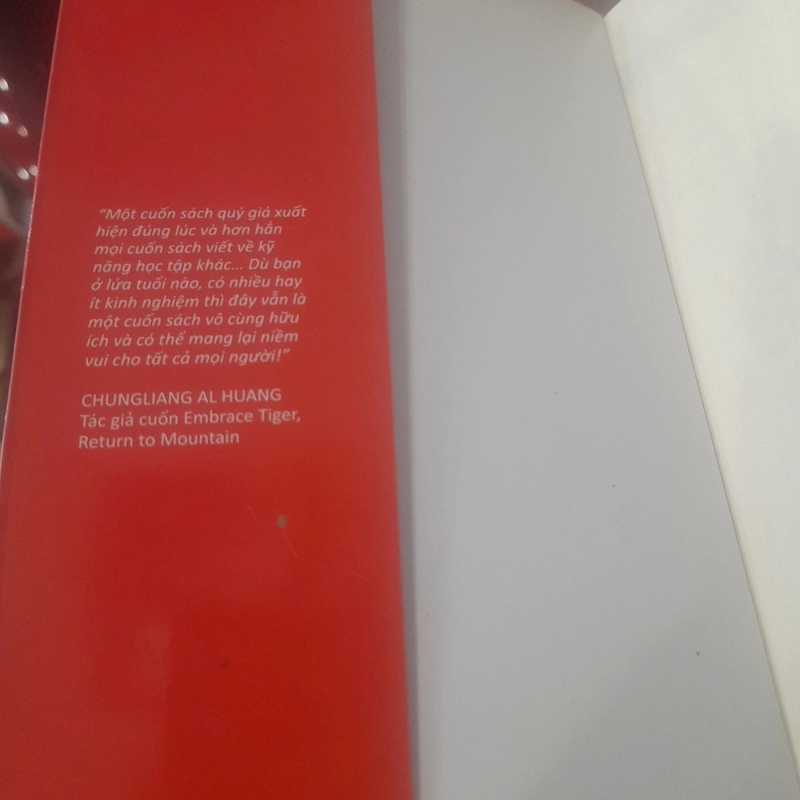 “Một cuốn sách quý giá xuất
hiện đúng lúc và hơn hẳn
mọi cuốn sách viết về kỹ
năng học tập khác... Dù bạn
ở lứa tuổi nào, có nhiều hay
ít kinh nghiệm thì đây vẫn là
một cuốn sách vô cùng hữu
ích và có thể mang lại niềm
vui cho tất cả mọi người!”
CHUNGLIANG AL HUANG
Tác giả cuốn Embrace Tiger,
Return to Mountain